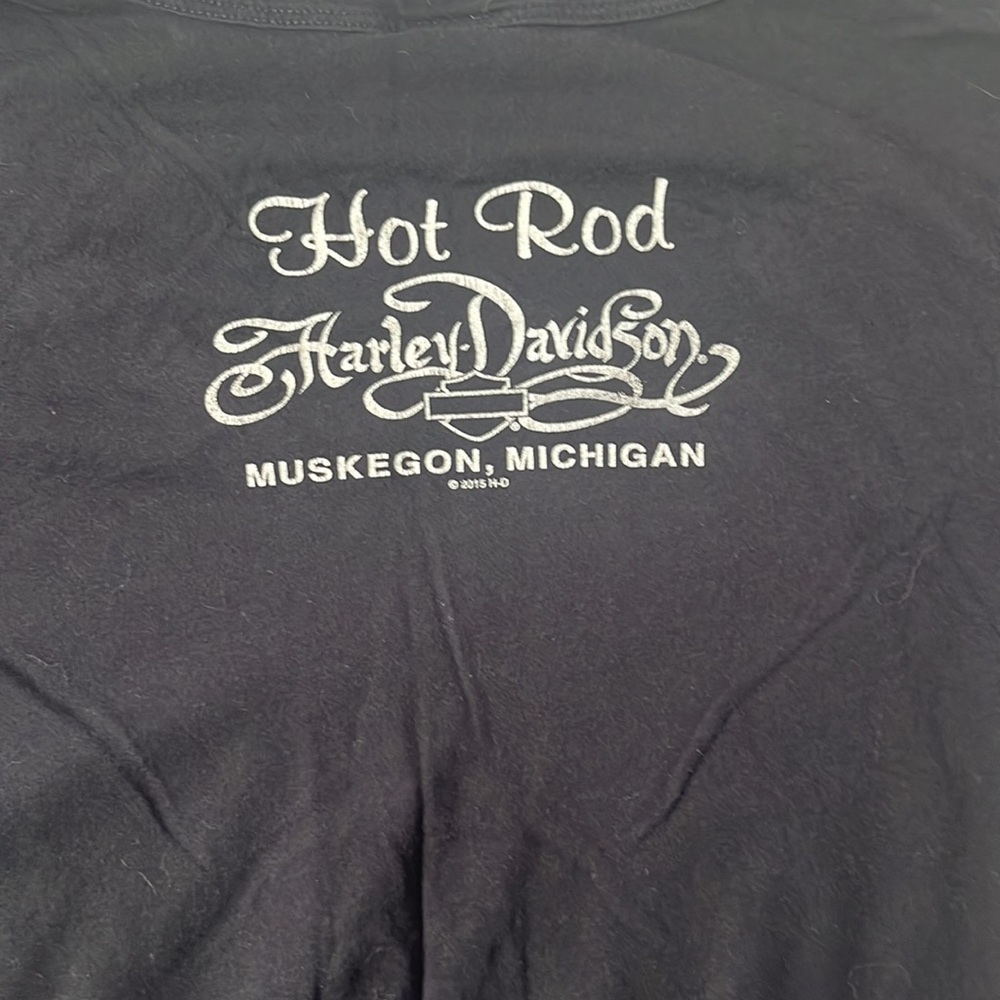 Hot Rod
Harley-Davidson
MUSKEGON, MICHIGAN
© 2015 H-D